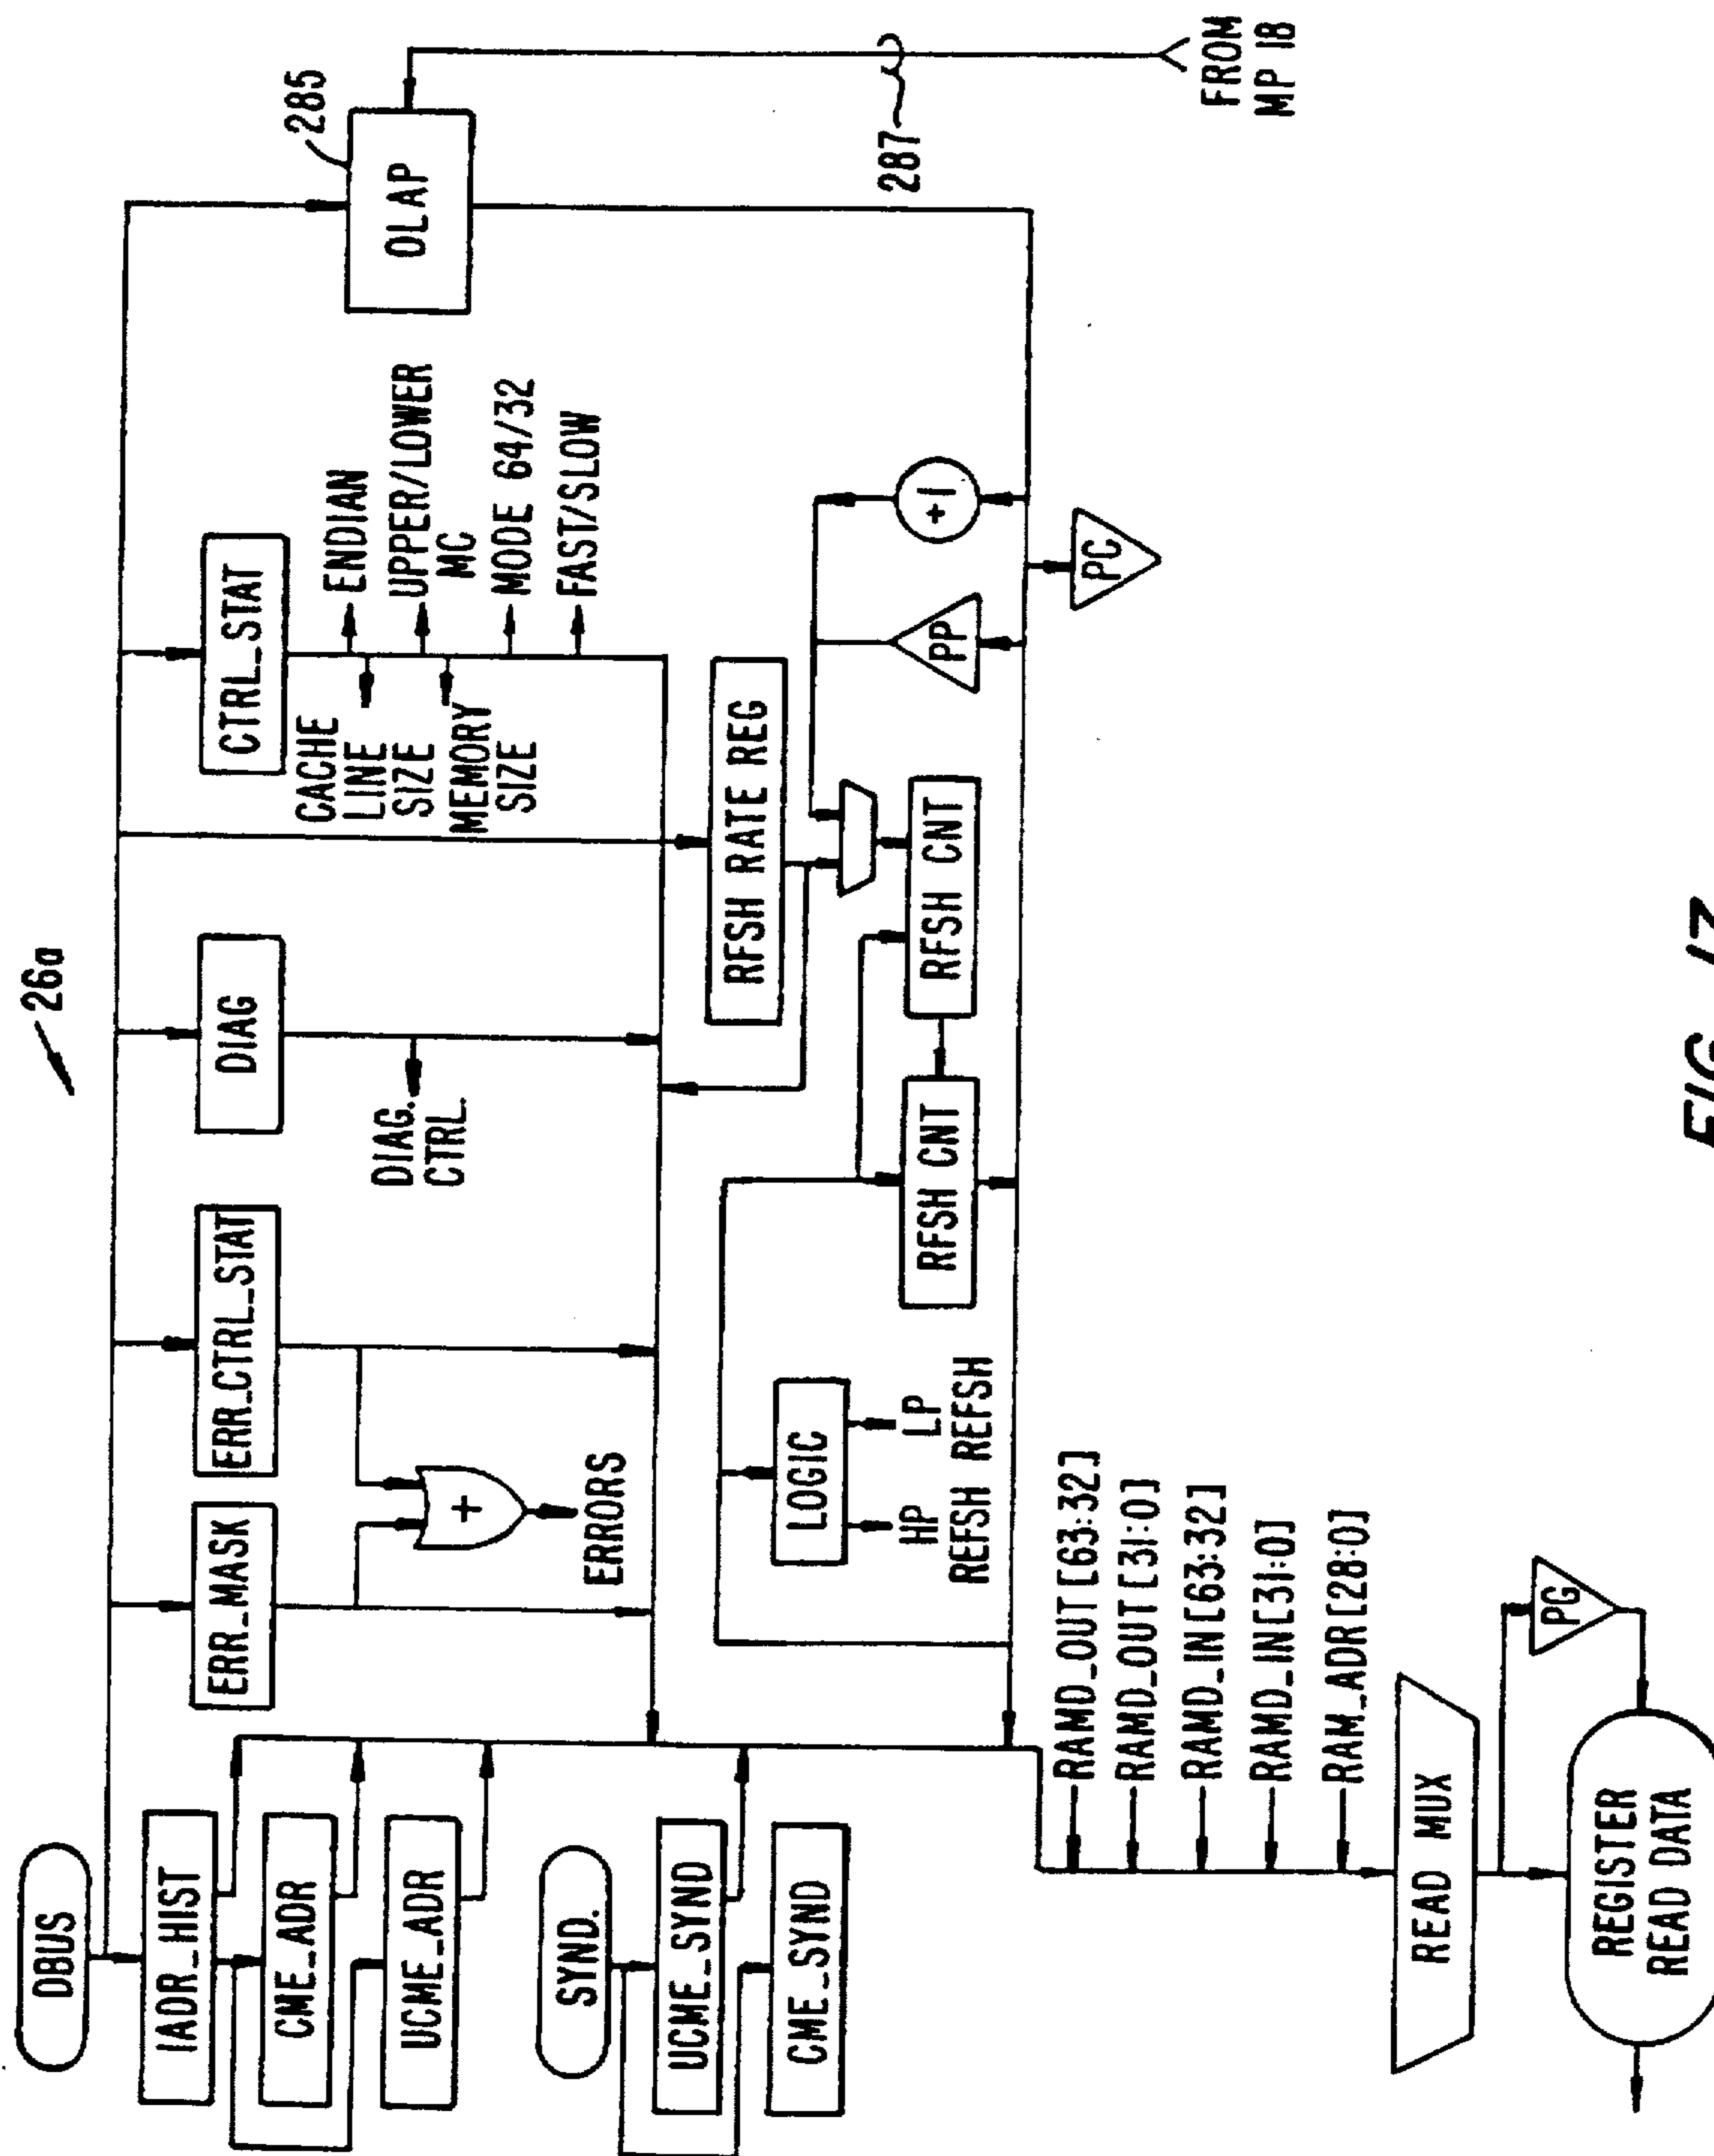 26a
DBUS
IADR_HIST
CME_ADR
UCME_ADR
SYND.
UCME_SYND
CME_SYND
ERR_MASK
ERR_CTRL_STAT
+
ERRORS
DIAG
DIAG.
CTRL.
CTRL_STAT
CACHE
LINE
SIZE
MEMORY
SIZE
ENDIAN
UPPER/LOWER
MC
MODE 64/32
FAST/SLOW
OLAP
285
287
FROM
MP 18
RFSH RATE REG
LOGIC
HP
REFSH
LP
REFSH
RFSH CNT
RFSH CNT
PP
+1
PC
RAMD_OUT[63:32]
RAMD_OUT[31:0]
RAMD_IN[63:32]
RAMD_IN[31:0]
RAM_ADR[28:0]
READ MUX
PG
REGISTER
READ DATA